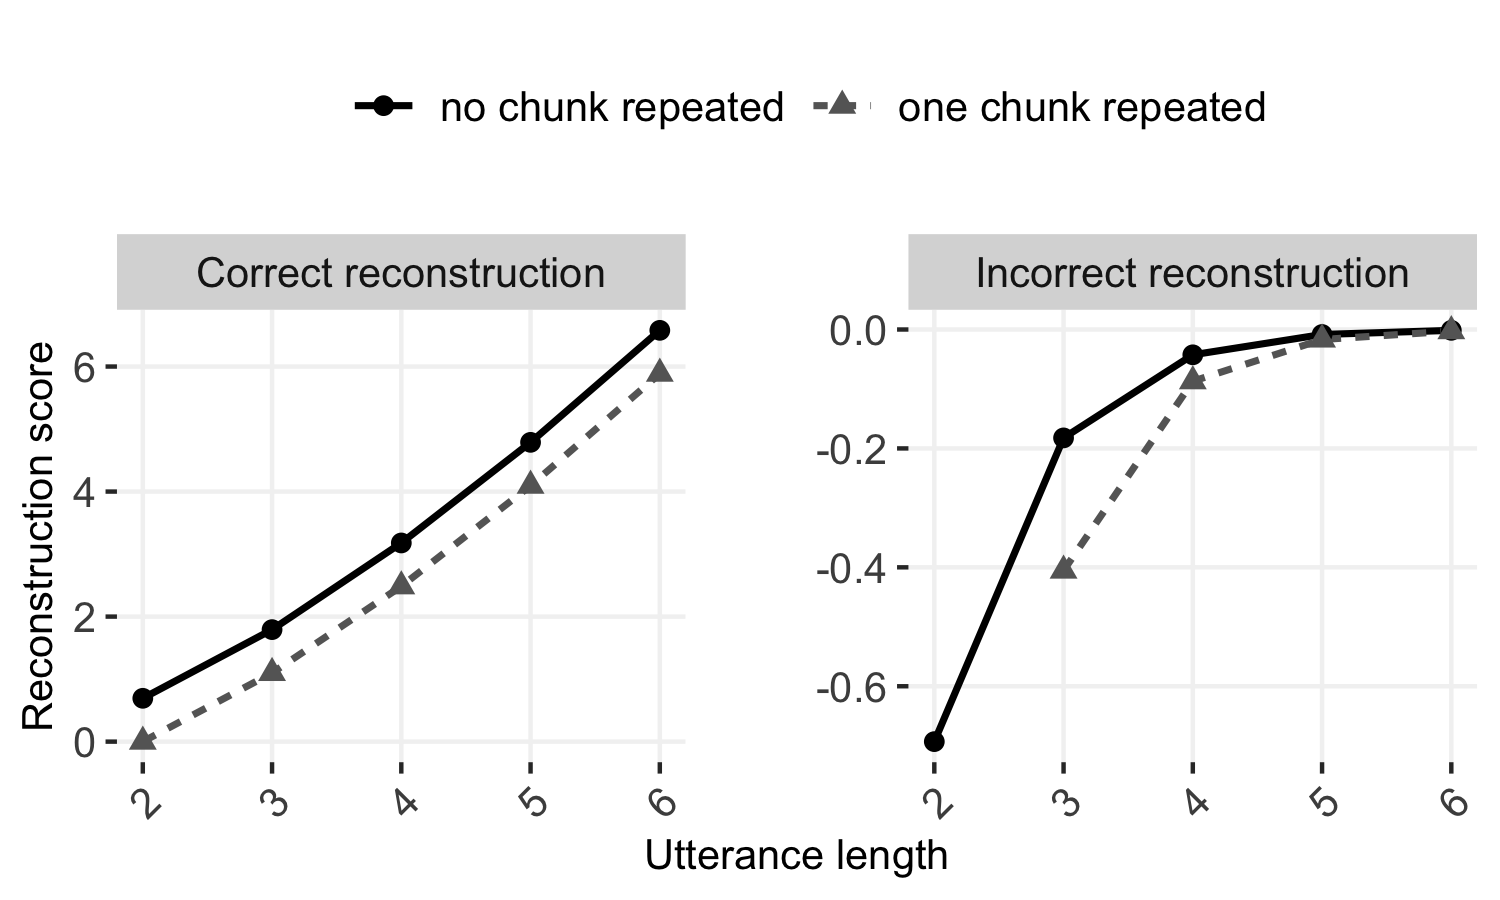 no chunk repeated one chunk repeated
Correct reconstruction
Incorrect reconstruction
Reconstruction score
6
4
2
0
2 3 4 5 6
0.0
-0.2
-0.4
-0.6
2 3 4 5 6
Utterance length